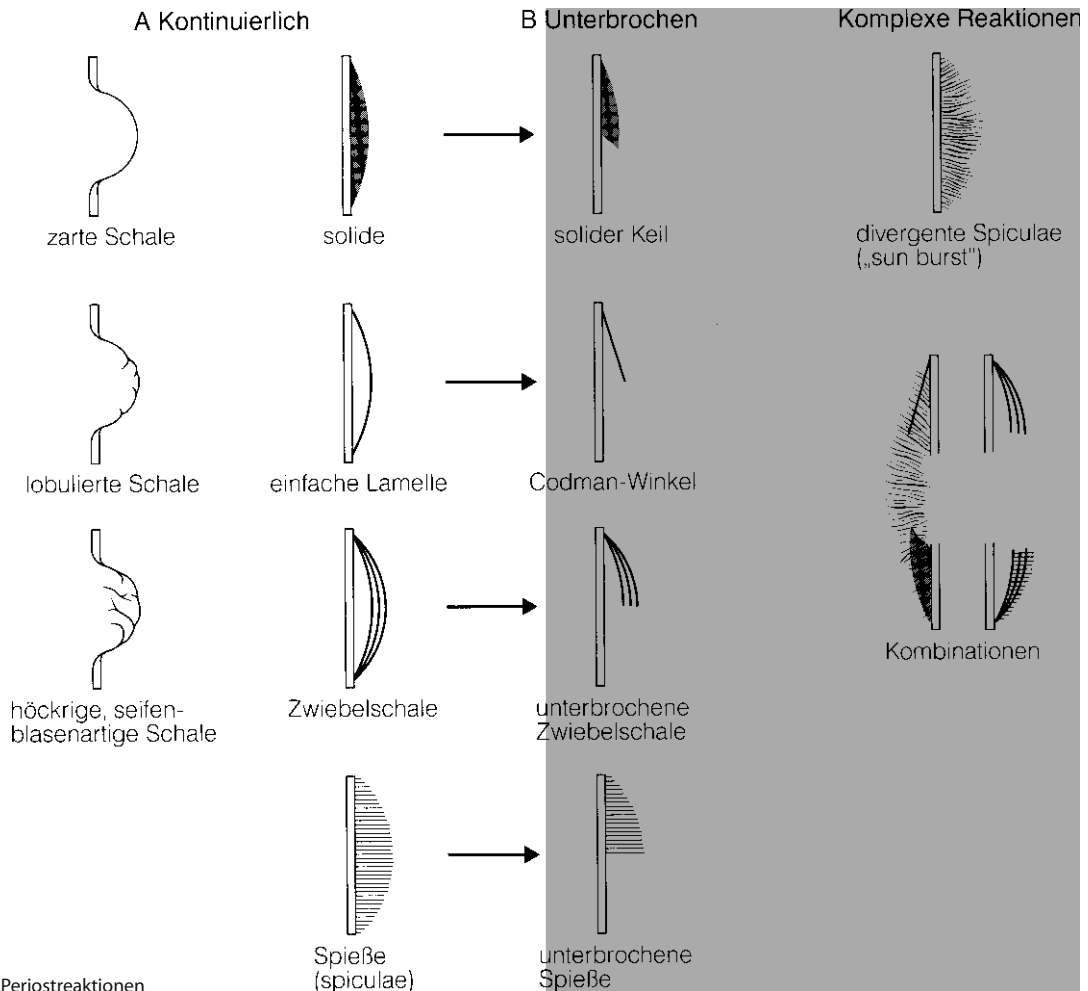 A Kontinuierlich
B Unterbrochen
Komplexe Reaktionen
zarte Schale
solide
solider Keil
divergente Spiculae
(„sun burst")
lobulierte Schale
einfache Lamelle
Codman-Winkel
Kombinationen
höckrige, seifen-
blasenartige Schale
Zwiebelschale
unterbrochene
Zwiebelschale
Spieße
(spiculae)
unterbrochene
Spieße
Periostreaktionen